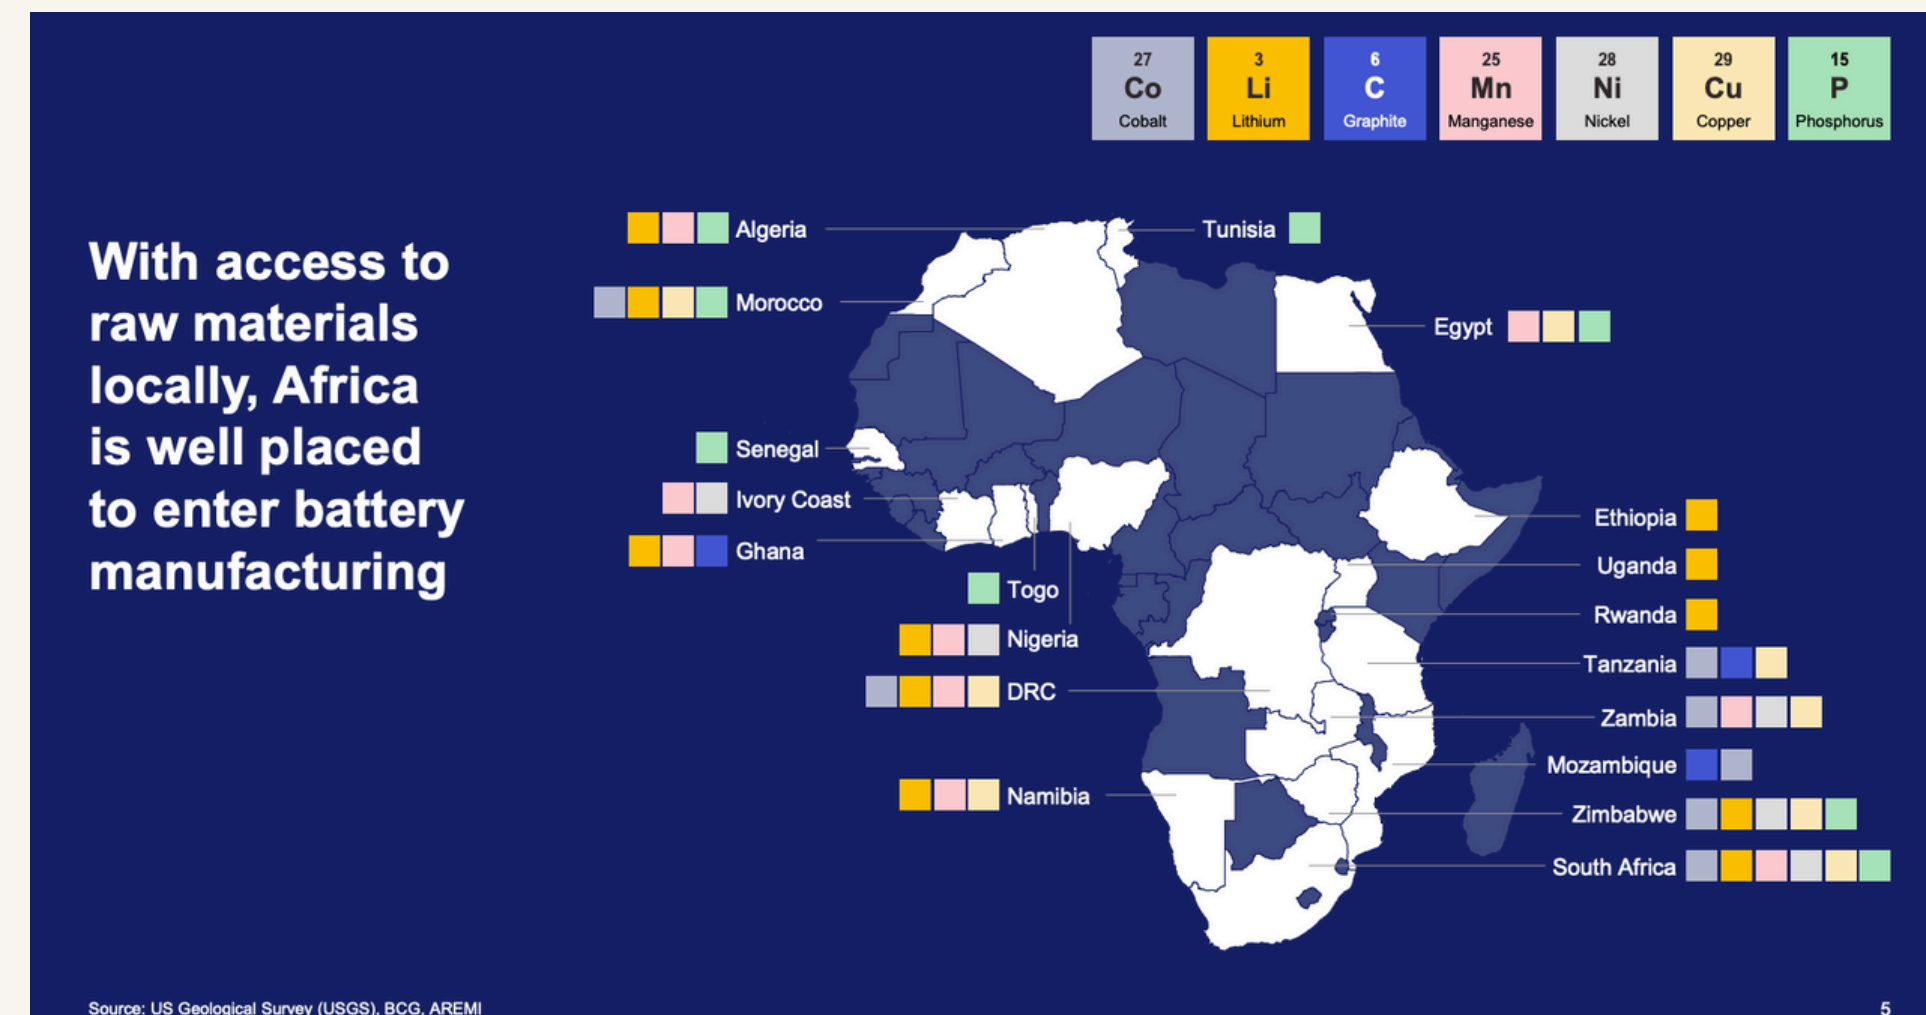 27
Co
Cobalt
3
Li
Lithium
6
C
Graphite
25
Mn
Manganese
28
Ni
Nickel
29
Cu
Copper
15
P
Phosphorus
With access to
raw materials
locally, Africa
is well placed
to enter battery
manufacturing
Algeria
Morocco
Senegal
Ivory Coast
Ghana
Togo
Nigeria
DRC
Namibia
Tunisia
Egypt
Ethiopia
Uganda
Rwanda
Tanzania
Zambia
Mozambique
Zimbabwe
South Africa
Source: US Geological Survey (USGS), BCG, AREMI
5